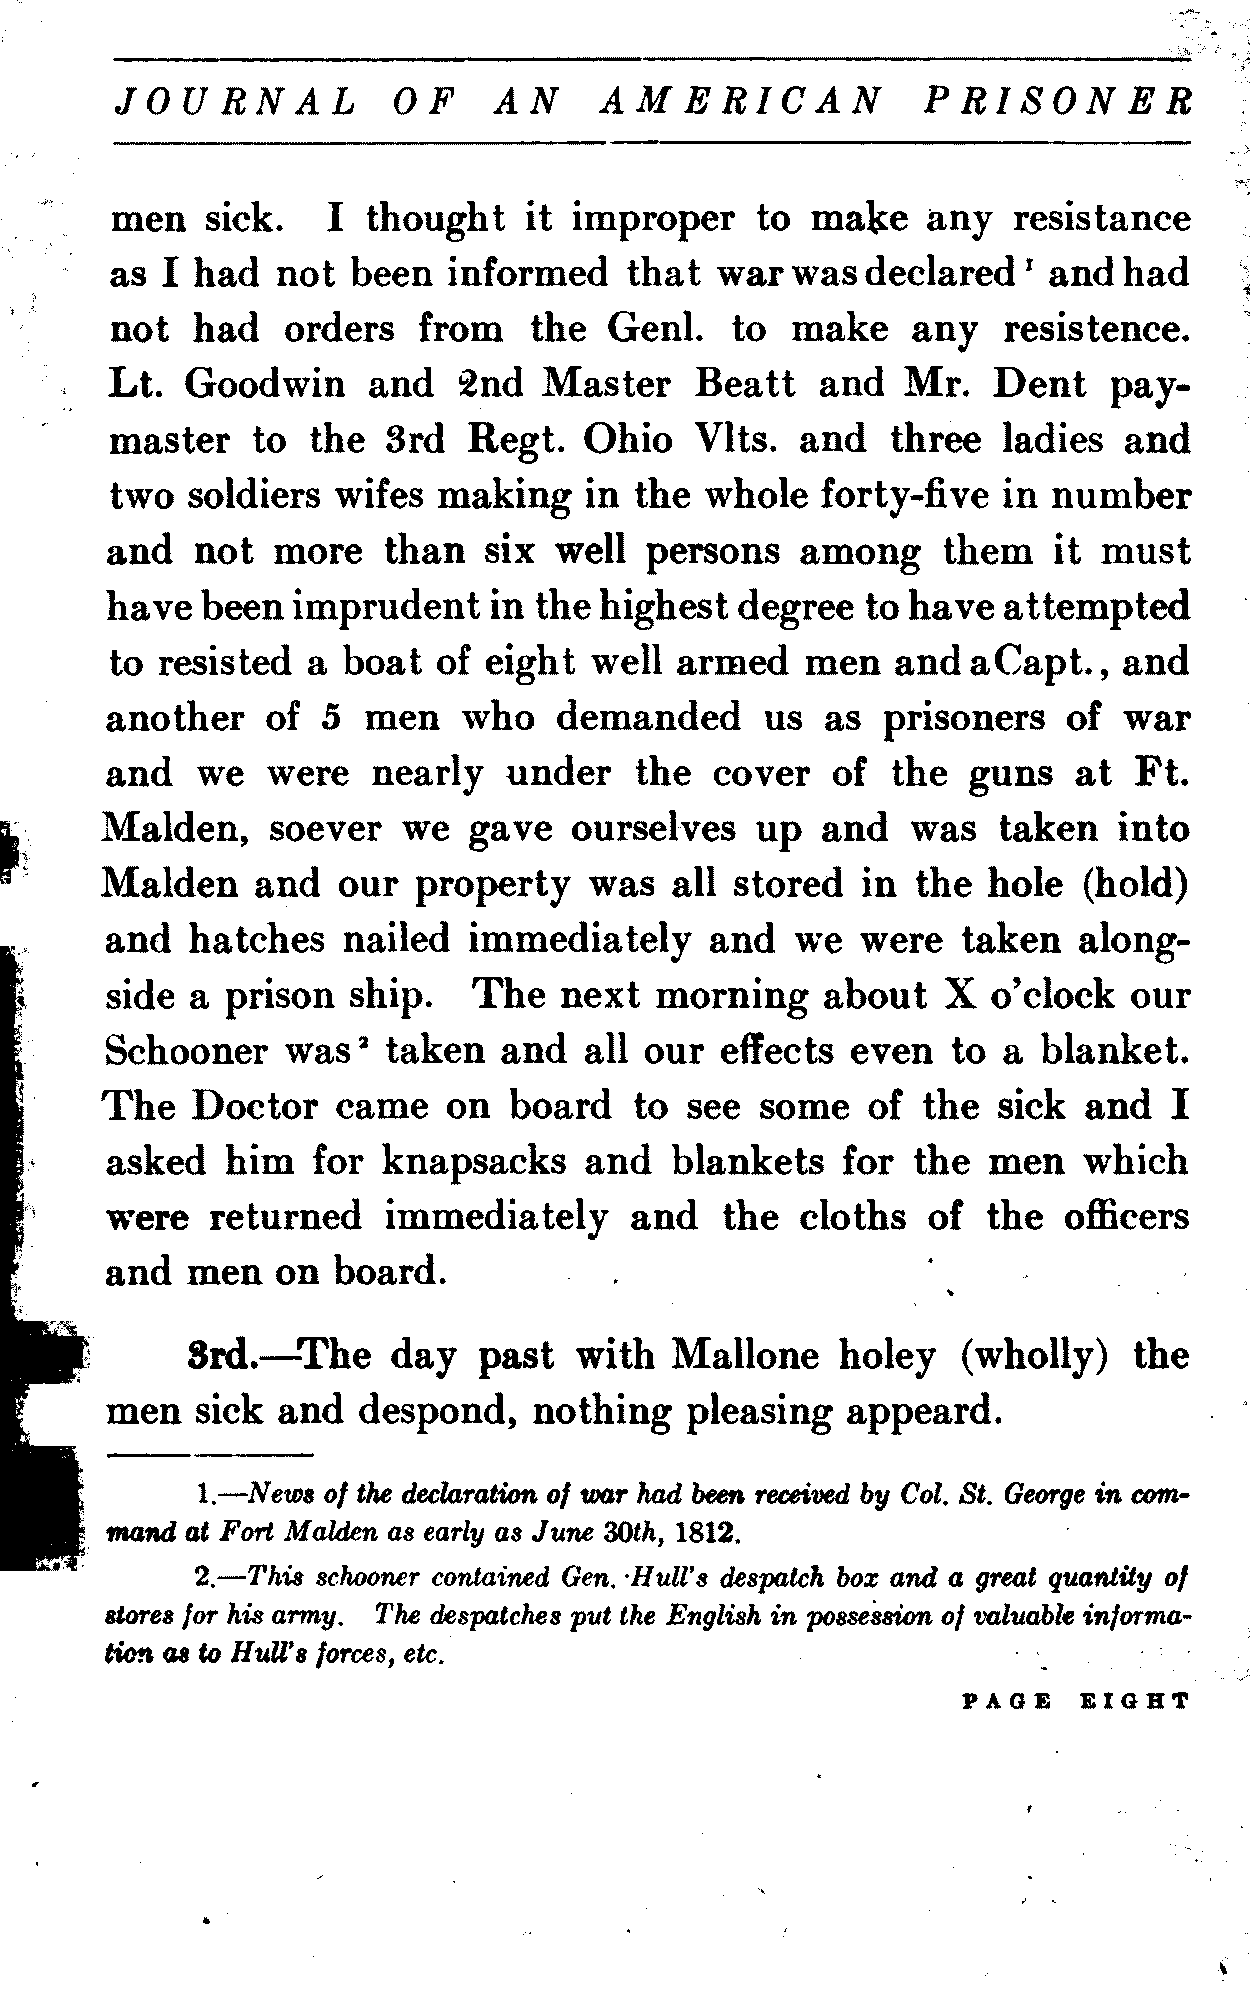 JOURNAL OF AN AMERICAN PRISONER
men sick. I thought it improper to make any resistance
as I had not been informed that war was declared ¹ and had
not had orders from the Genl. to make any resistence.
Lt. Goodwin and 2nd Master Beatt and Mr. Dent pay-
master to the 3rd Regt. Ohio Vlts. and three ladies and
two soldiers wifes making in the whole forty-five in number
and not more than six well persons among them it must
have been imprudent in the highest degree to have attempted
to resisted a boat of eight well armed men and a Capt., and
another of 5 men who demanded us as prisoners of war
and we were nearly under the cover of the guns at Ft.
Malden, soever we gave ourselves up and was taken into
Malden and our property was all stored in the hole (hold)
and hatches nailed immediately and we were taken along-
side a prison ship. The next morning about X o'clock our
Schooner was ² taken and all our effects even to a blanket.
The Doctor came on board to see some of the sick and I
asked him for knapsacks and blankets for the men which
were returned immediately and the cloths of the officers
and men on board.
3rd.—The day past with Mallone holey (wholly) the
men sick and despond, nothing pleasing appeard.
1.—News of the declaration of war had been received by Col. St. George in com-
mand at Fort Malden as early as June 30th, 1812.
2.—This schooner contained Gen. Hull's despatch box and a great quantity of
stores for his army. The despatches put the English in possession of valuable informa-
tion as to Hull's forces, etc.
PAGE EIGHT